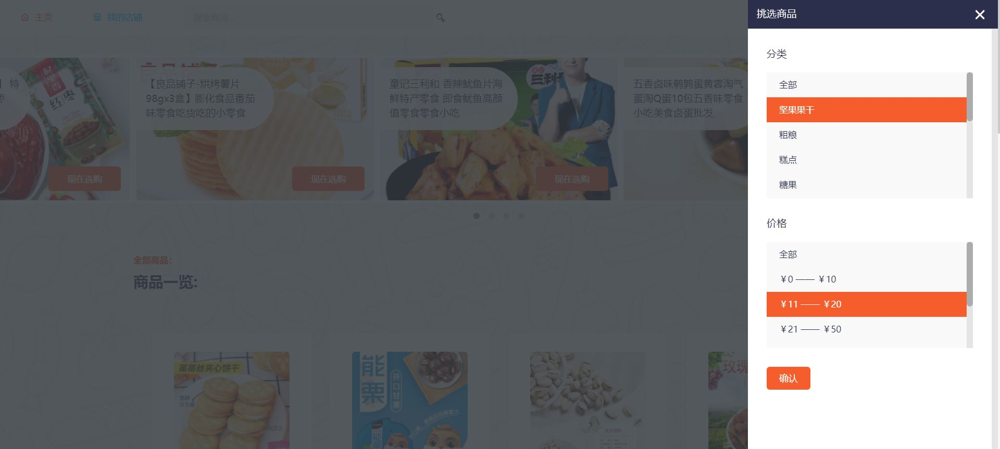 主页
我的店铺
搜索商品...
挑选商品
特
枣
红枣
现在选购
【良品铺子-烘烤薯片
98gx3盒】膨化食品番茄
味零食吃货吃的小零食
现在选购
童记三利和 香辣鱿鱼片海
鲜特产零食 即食鱿鱼高颜
值零食零食小吃
现在选购
五香卤味鹌鹑蛋黄蓉淘气
蛋淘Q蛋10包五香味零食
小吃美食卤蛋批发
全部商品:
商品一览:
茱蒂丝夹心饼干
能栗
开口甘栗
玫瑰
分类
全部
坚果果干
粗粮
糕点
糖果
价格
全部
￥0 —— ￥10
￥11 —— ￥20
￥21 —— ￥50
确认